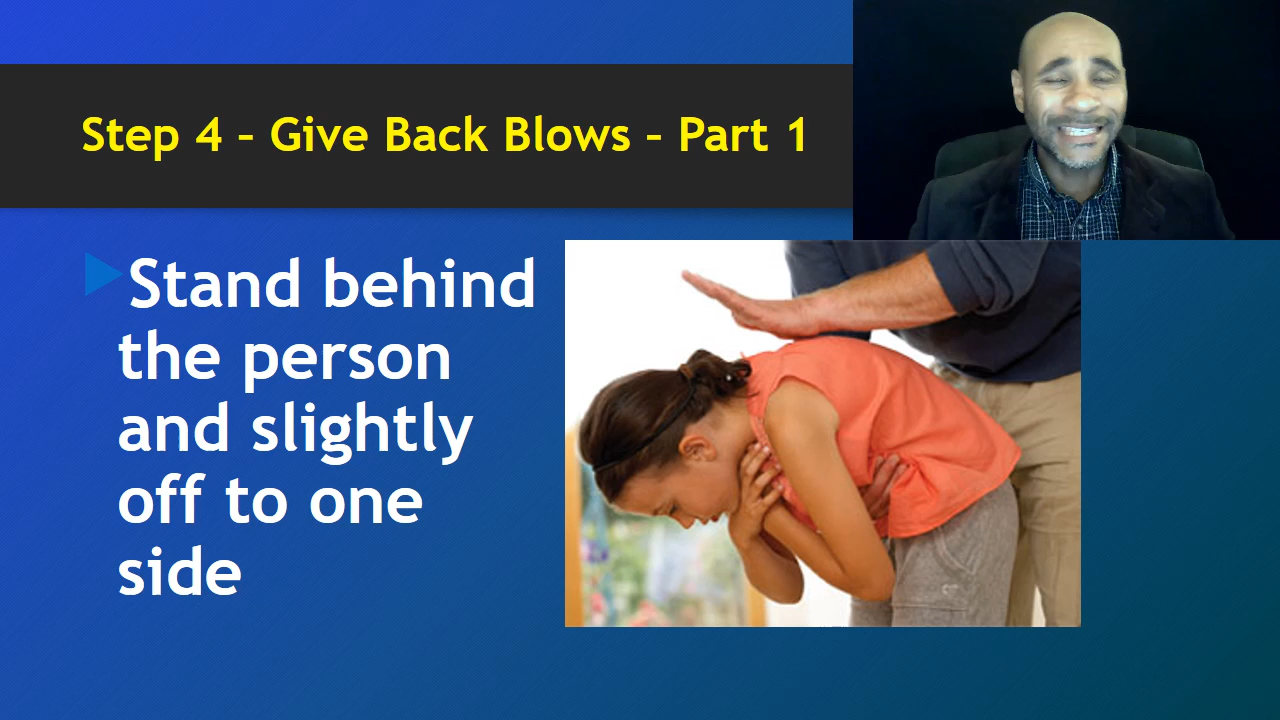 Step 4 – Give Back Blows – Part 1
Stand behind
the person
and slightly
off to one
side